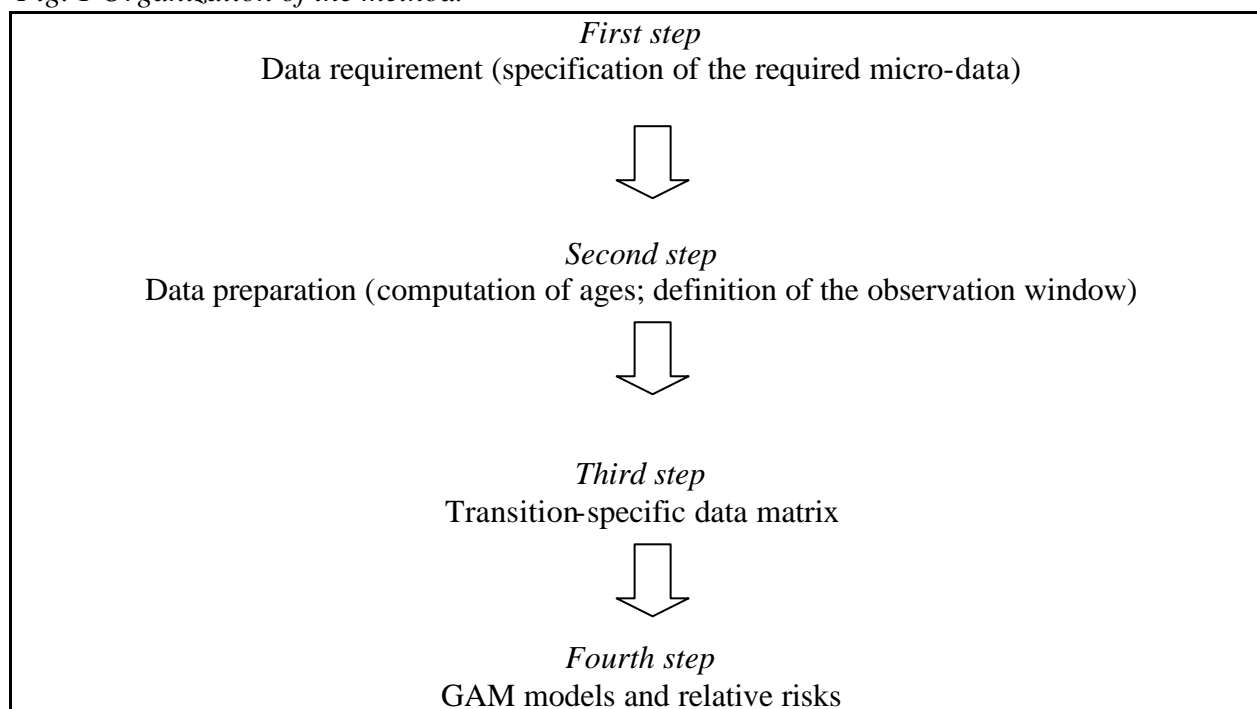 Fig. 1 Organization of the method.
First step
Data requirement (specification of the required micro-data)
Second step
Data preparation (computation of ages; definition of the observation window)
Third step
Transition-specific data matrix
Fourth step
GAM models and relative risks